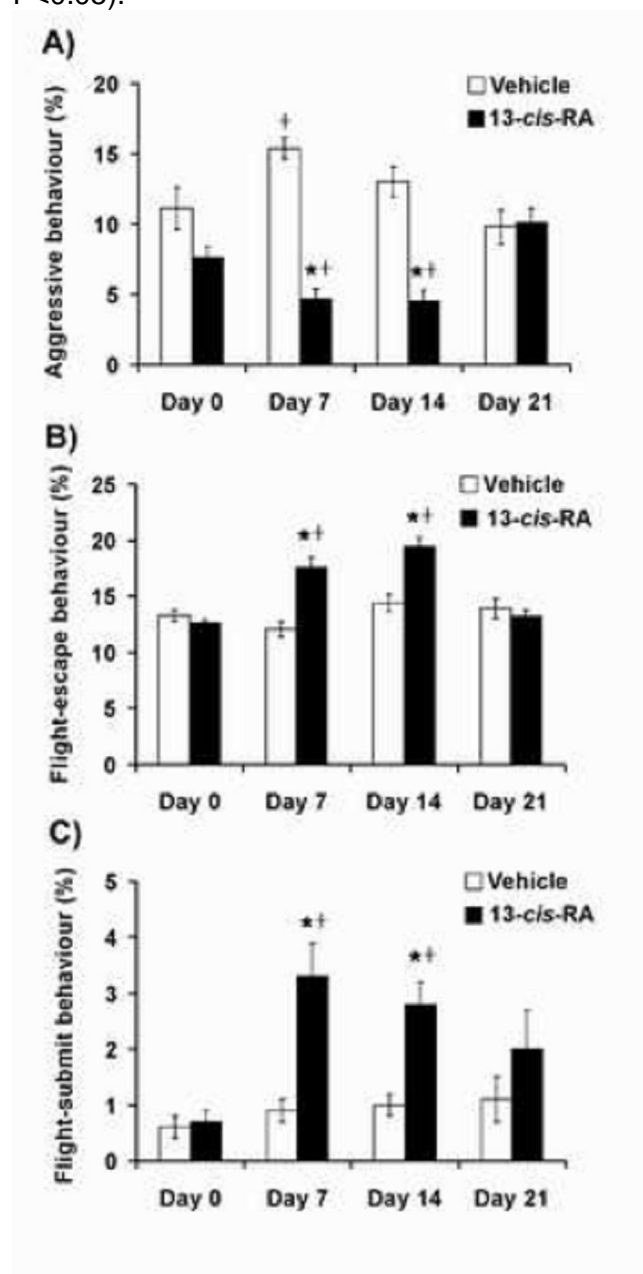 P<0.05).
A)
Aggressive behaviour (%)
20
15
10
5
0
Vehicle
13-cis-RA
‡
★‡
★‡
Day 0 Day 7 Day 14 Day 21
B)
Flight-escape behaviour (%)
25
20
15
10
5
0
Vehicle
13-cis-RA
★‡
★‡
Day 0 Day 7 Day 14 Day 21
C)
Flight-submit behaviour (%)
5
4
3
2
1
0
Vehicle
13-cis-RA
★‡
★‡
Day 0 Day 7 Day 14 Day 21